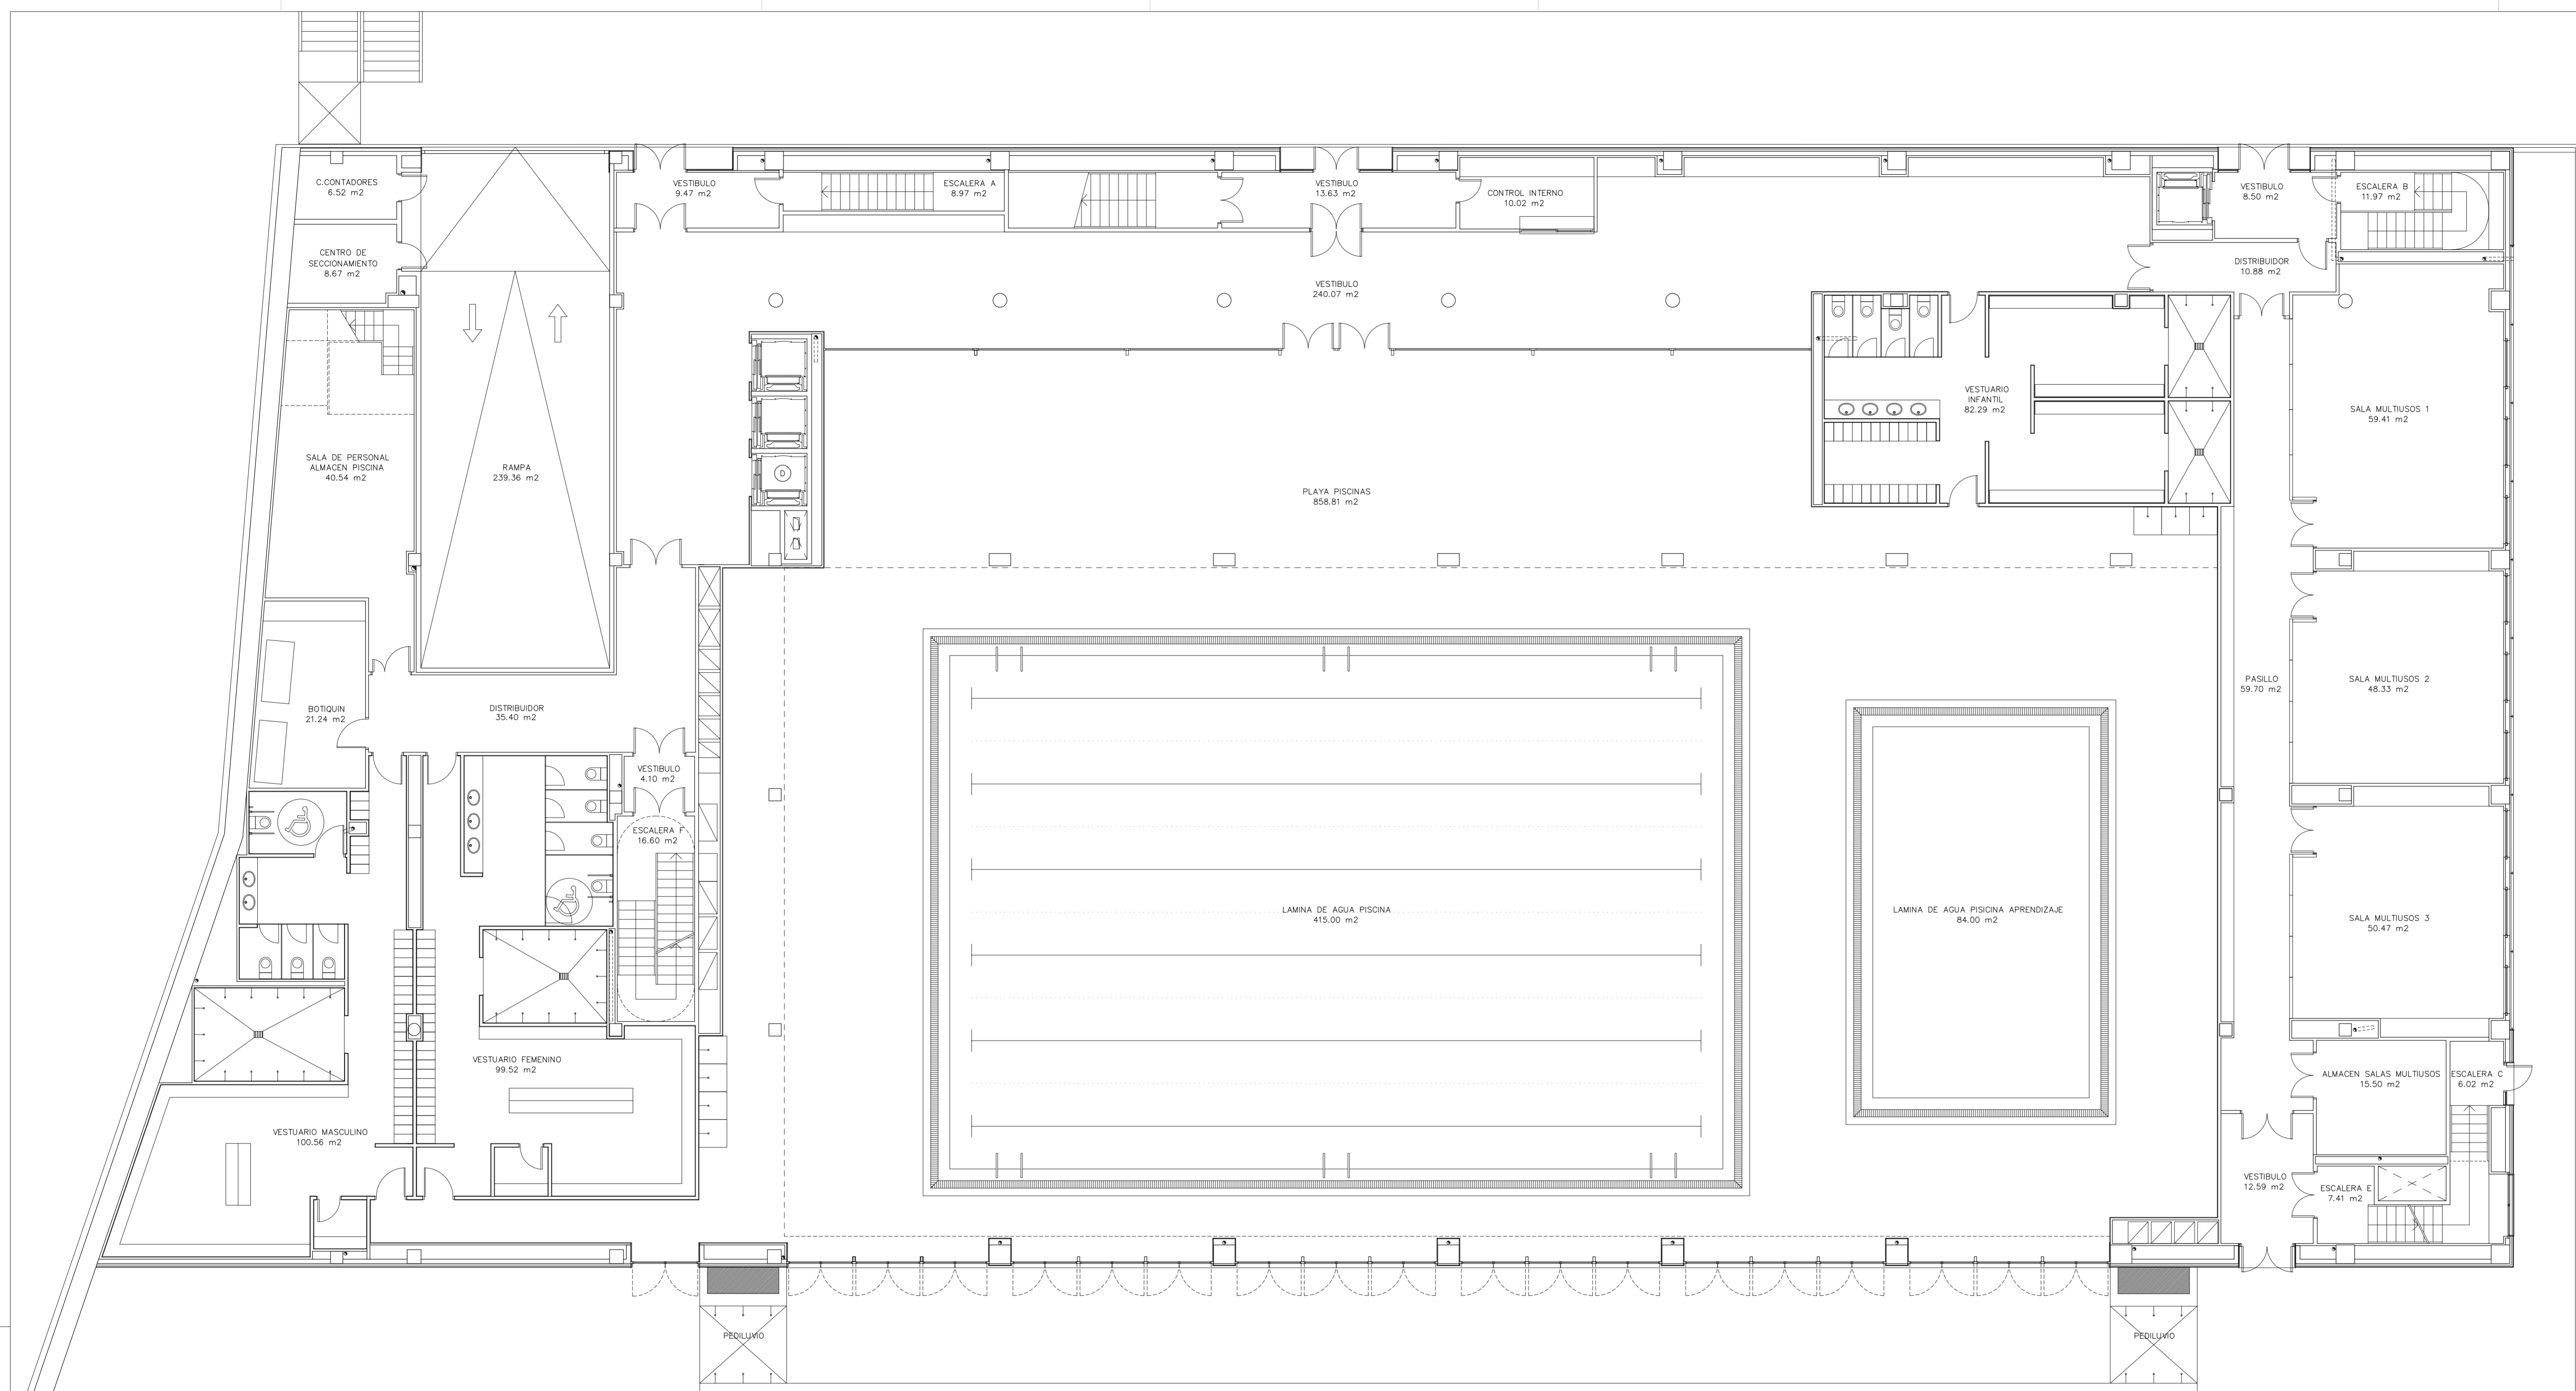 C.CONTADORES
6.52 m2
VESTIBULO
9.47 m2
ESCALERA A
8.97 m2
VESTIBULO
13.63 m2
CONTROL INTERNO
10.02 m2
VESTIBULO
8.50 m2
ESCALERA B
11.97 m2
CENTRO DE
SECCIONAMIENTO
8.67 m2
VESTIBULO
240.07 m2
DISTRIBUIDOR
10.88 m2
SALA DE PERSONAL
ALMACEN PISCINA
40.54 m2
RAMPA
239.36 m2
D
PLAYA PISCINAS
858.81 m2
VESTUARIO
INFANTIL
82.29 m2
SALA MULTIUSOS 1
59.41 m2
BOTIQUIN
21.24 m2
DISTRIBUIDOR
35.40 m2
PASILLO
59.70 m2
SALA MULTIUSOS 2
48.33 m2
VESTIBULO
4.10 m2
ESCALERA F
16.60 m2
LAMINA DE AGUA PISCINA
415.00 m2
LAMINA DE AGUA PISICINA APRENDIZAJE
84.00 m2
SALA MULTIUSOS 3
50.47 m2
VESTUARIO FEMENINO
99.52 m2
ALMACEN SALAS MULTIUSOS
15.50 m2
ESCALERA C
6.02 m2
VESTUARIO MASCULINO
100.56 m2
VESTIBULO
12.59 m2
ESCALERA E
7.41 m2
PEDILUVIO
PEDILUVIO